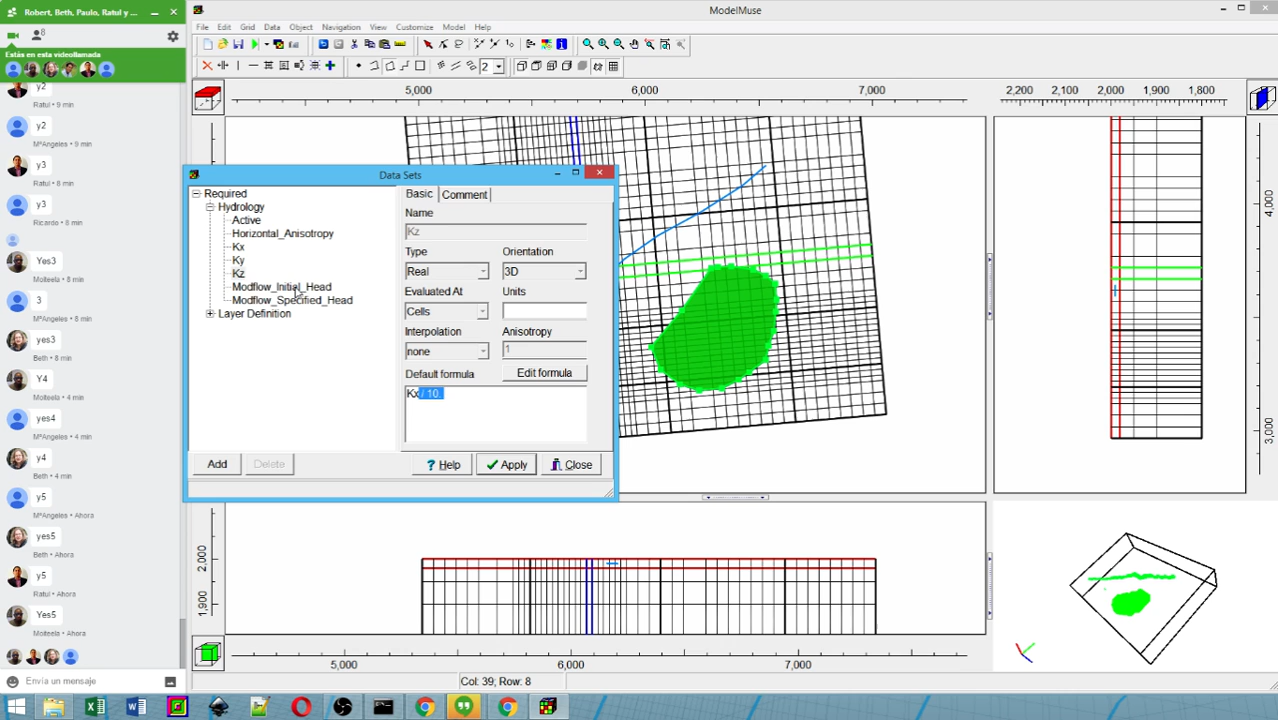 Robert, Beth, Paulo, Ratul y ...
8
Estás en esta videollamada
y2
Ratul • 9 min
y2
MªAngeles • 9 min
y3
Ratul • 8 min
y3
Ricardo • 8 min
Yes3
Moiteela • 8 min
3
MªAngeles • 8 min
yes3
Beth • 8 min
Y4
Moiteela • 4 min
yes4
MªAngeles • 4 min
y4
Beth • 4 min
y5
MªAngeles • Ahora
yes5
Beth • Ahora
y5
Ratul • Ahora
Yes5
Moiteela • Ahora
Envía un mensaje
ModelMuse
File Edit Grid Data Object Navigation View Customize Model Help
2
5,000 6,000 7,000
2,200 2,100 2,000 1,900 1,800
4,000
3,000
Data Sets
Required
Hydrology
Active
Horizontal_Anisotropy
Kx
Ky
Kz
Modflow_Initial_Head
Modflow_Specified_Head
Layer Definition
Basic Comment
Name
Kz
Type Orientation
Real 3D
Evaluated At Units
Cells
Interpolation Anisotropy
none 1
Default formula Edit formula
Kx / 10.
Add Delete ? Help Apply Close
2,000
1,900
5,000 6,000 7,000
Col: 39; Row: 8